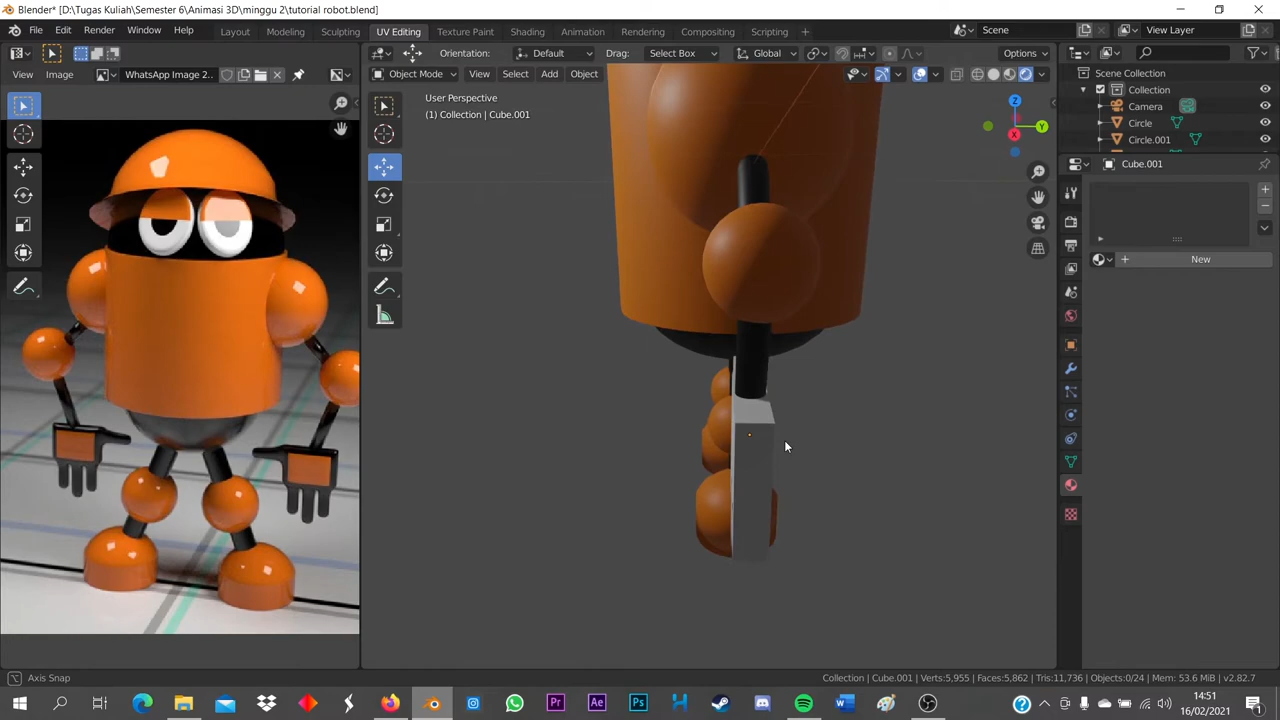 Blender* [D:\Tugas Kuliah\Semester 6\Animasi 3D\minggu 2\tutorial robot.blend]
File Edit Render Window Help Layout Modeling Sculpting UV Editing Texture Paint Shading Animation Rendering Compositing Scripting + Scene View Layer
Orientation: Default Drag: Select Box Global Options
View Image WhatsApp Image 2.. Object Mode View Select Add Object
Scene Collection
Collection
Camera
Circle
Circle.001
User Perspective
(1) Collection | Cube.001
Z
Y
X
Cube.001
New
Axis Snap
Collection | Cube.001 | Verts:5,955 | Faces:5,862 | Tris:11,736 | Objects:0/24 | Mem: 53.6 MiB | v2.82.7
14:51
16/02/2021